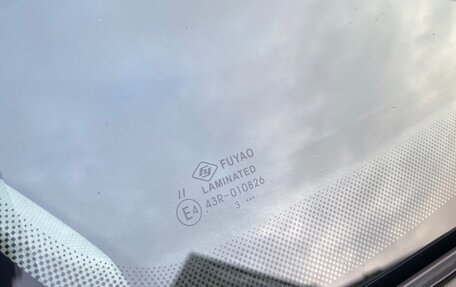 FUYAO
LAMINATED
II
E4 43R-010826
3 •••